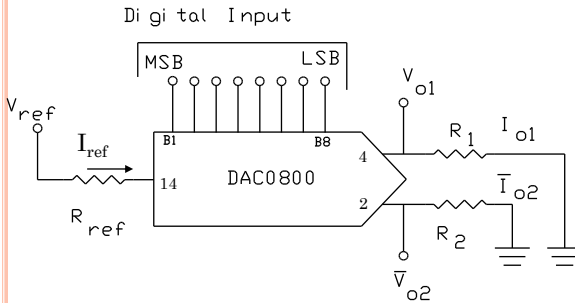 Digital Input
MSB
LSB
V ref
I ref
R ref
14
B1
B8
DAC0800
4
2
V o1
R 1
I o1
I̅ o2
R 2
V̅ o2